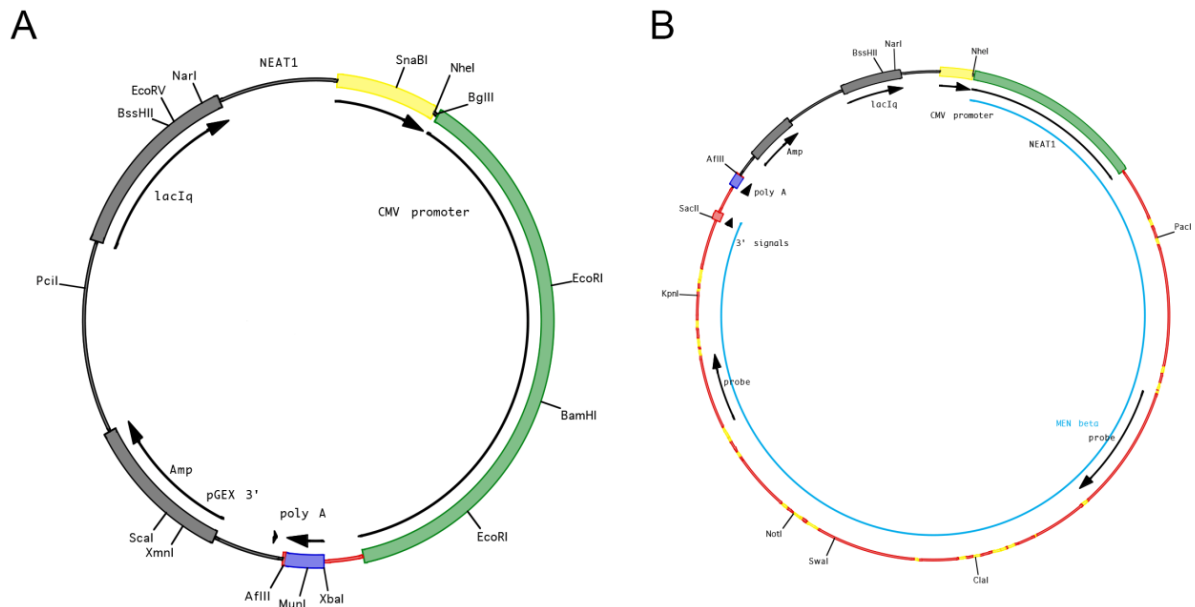 A
NEAT1
SnaBI
NheI
BglII
NarI
EcoRV
BssHII
lacIq
CMV promoter
PciI
EcoRI
BamHI
Amp
pGEX 3'
poly A
ScaI
XmnI
EcoRI
AflII
MunI
XbaI
B
BssHII
NarI
NheI
lacIq
CMV promoter
NEAT1
Amp
AflII
poly A
SacII
3' signals
PacI
KpnI
probe
MEN beta
probe
NotI
SwaI
ClaI